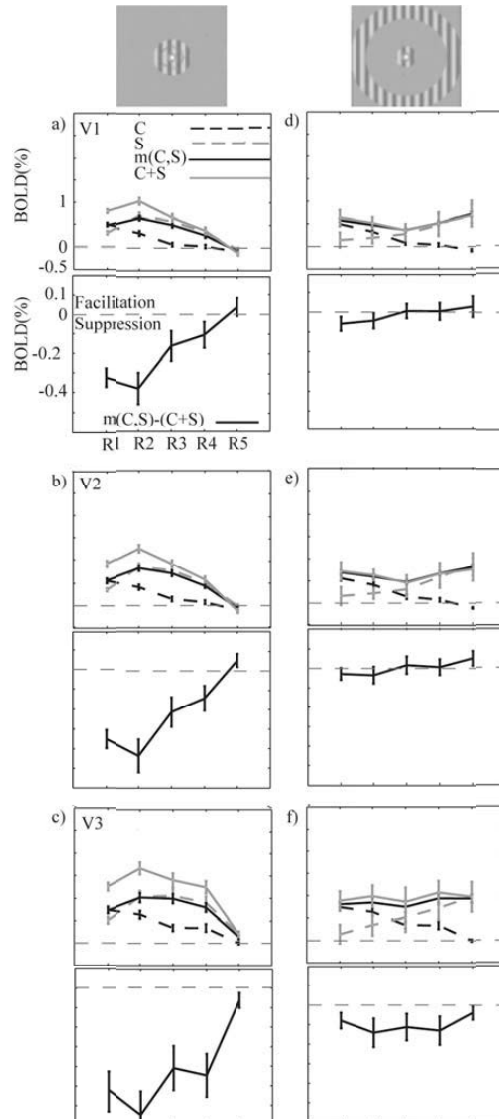 a)
V1
C
S
m(C,S)
C+S
BOLD(%)
1
0
-0.5
d)
BOLD(%)
0.1
0
-0.2
-0.4
Facilitation
Suppression
m(C,S)-(C+S)
R1 R2 R3 R4 R5
b)
V2
e)
c)
V3
f)